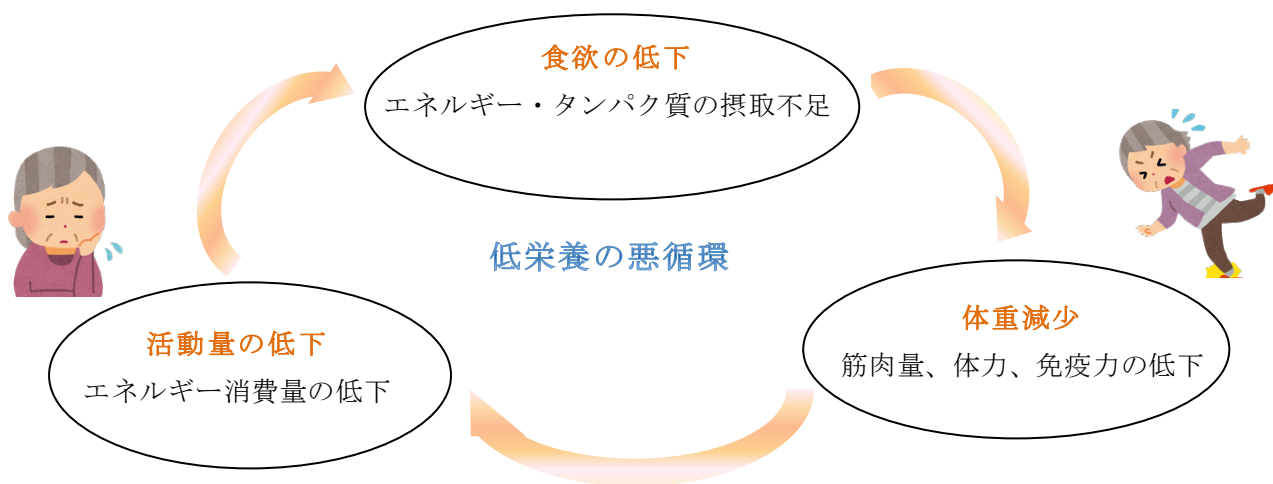 食欲の低下
エネルギー・タンパク質の摂取不足
低栄養の悪循環
体重減少
筋肉量、体力、免疫力の低下
活動量の低下
エネルギー消費量の低下